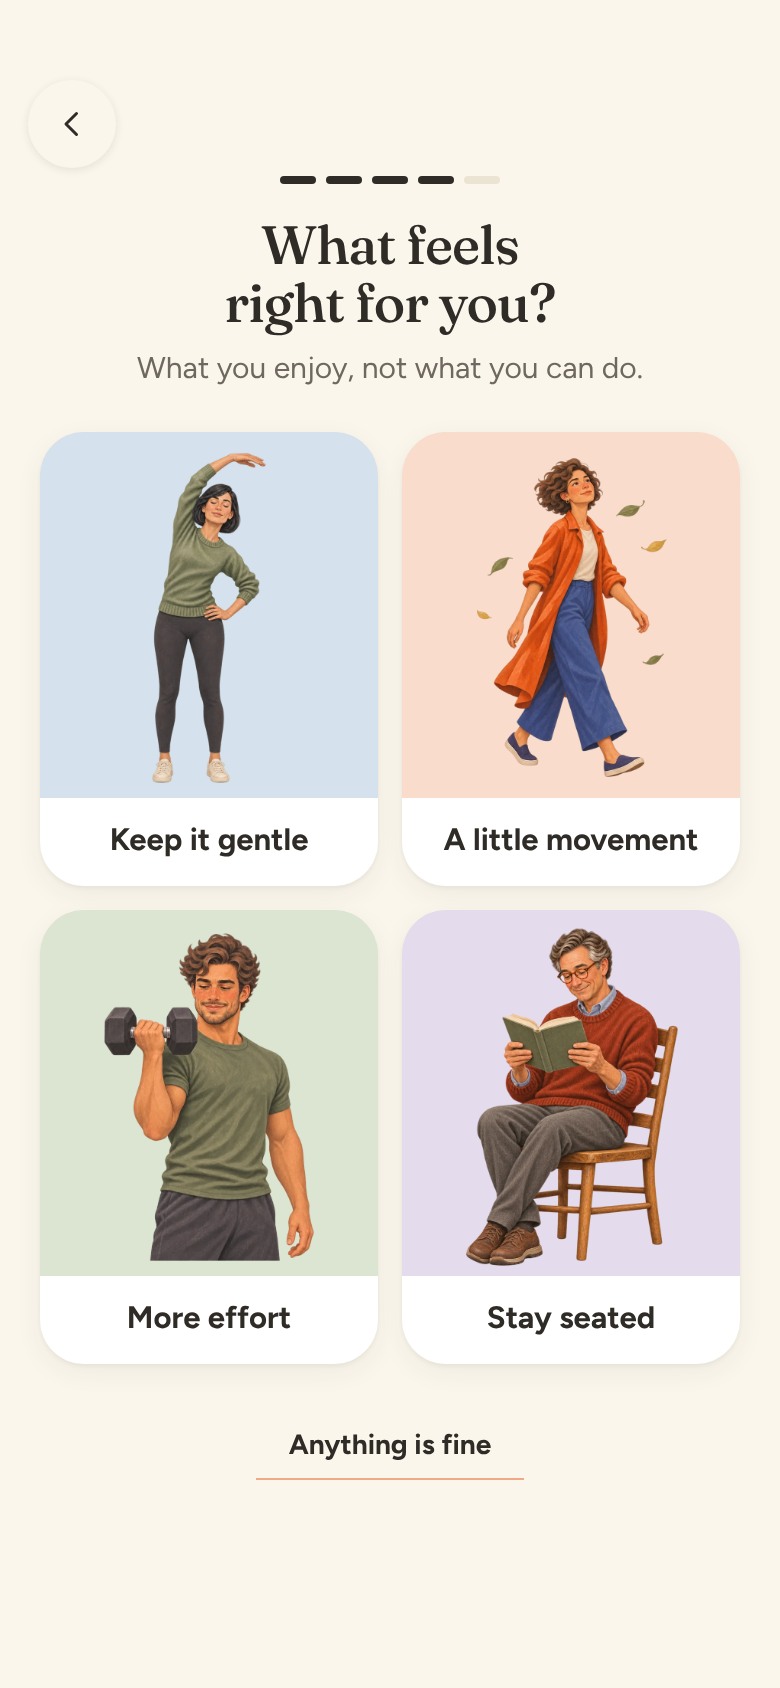 What feels
right for you?
What you enjoy, not what you can do.
Keep it gentle
A little movement
More effort
Stay seated
Anything is fine